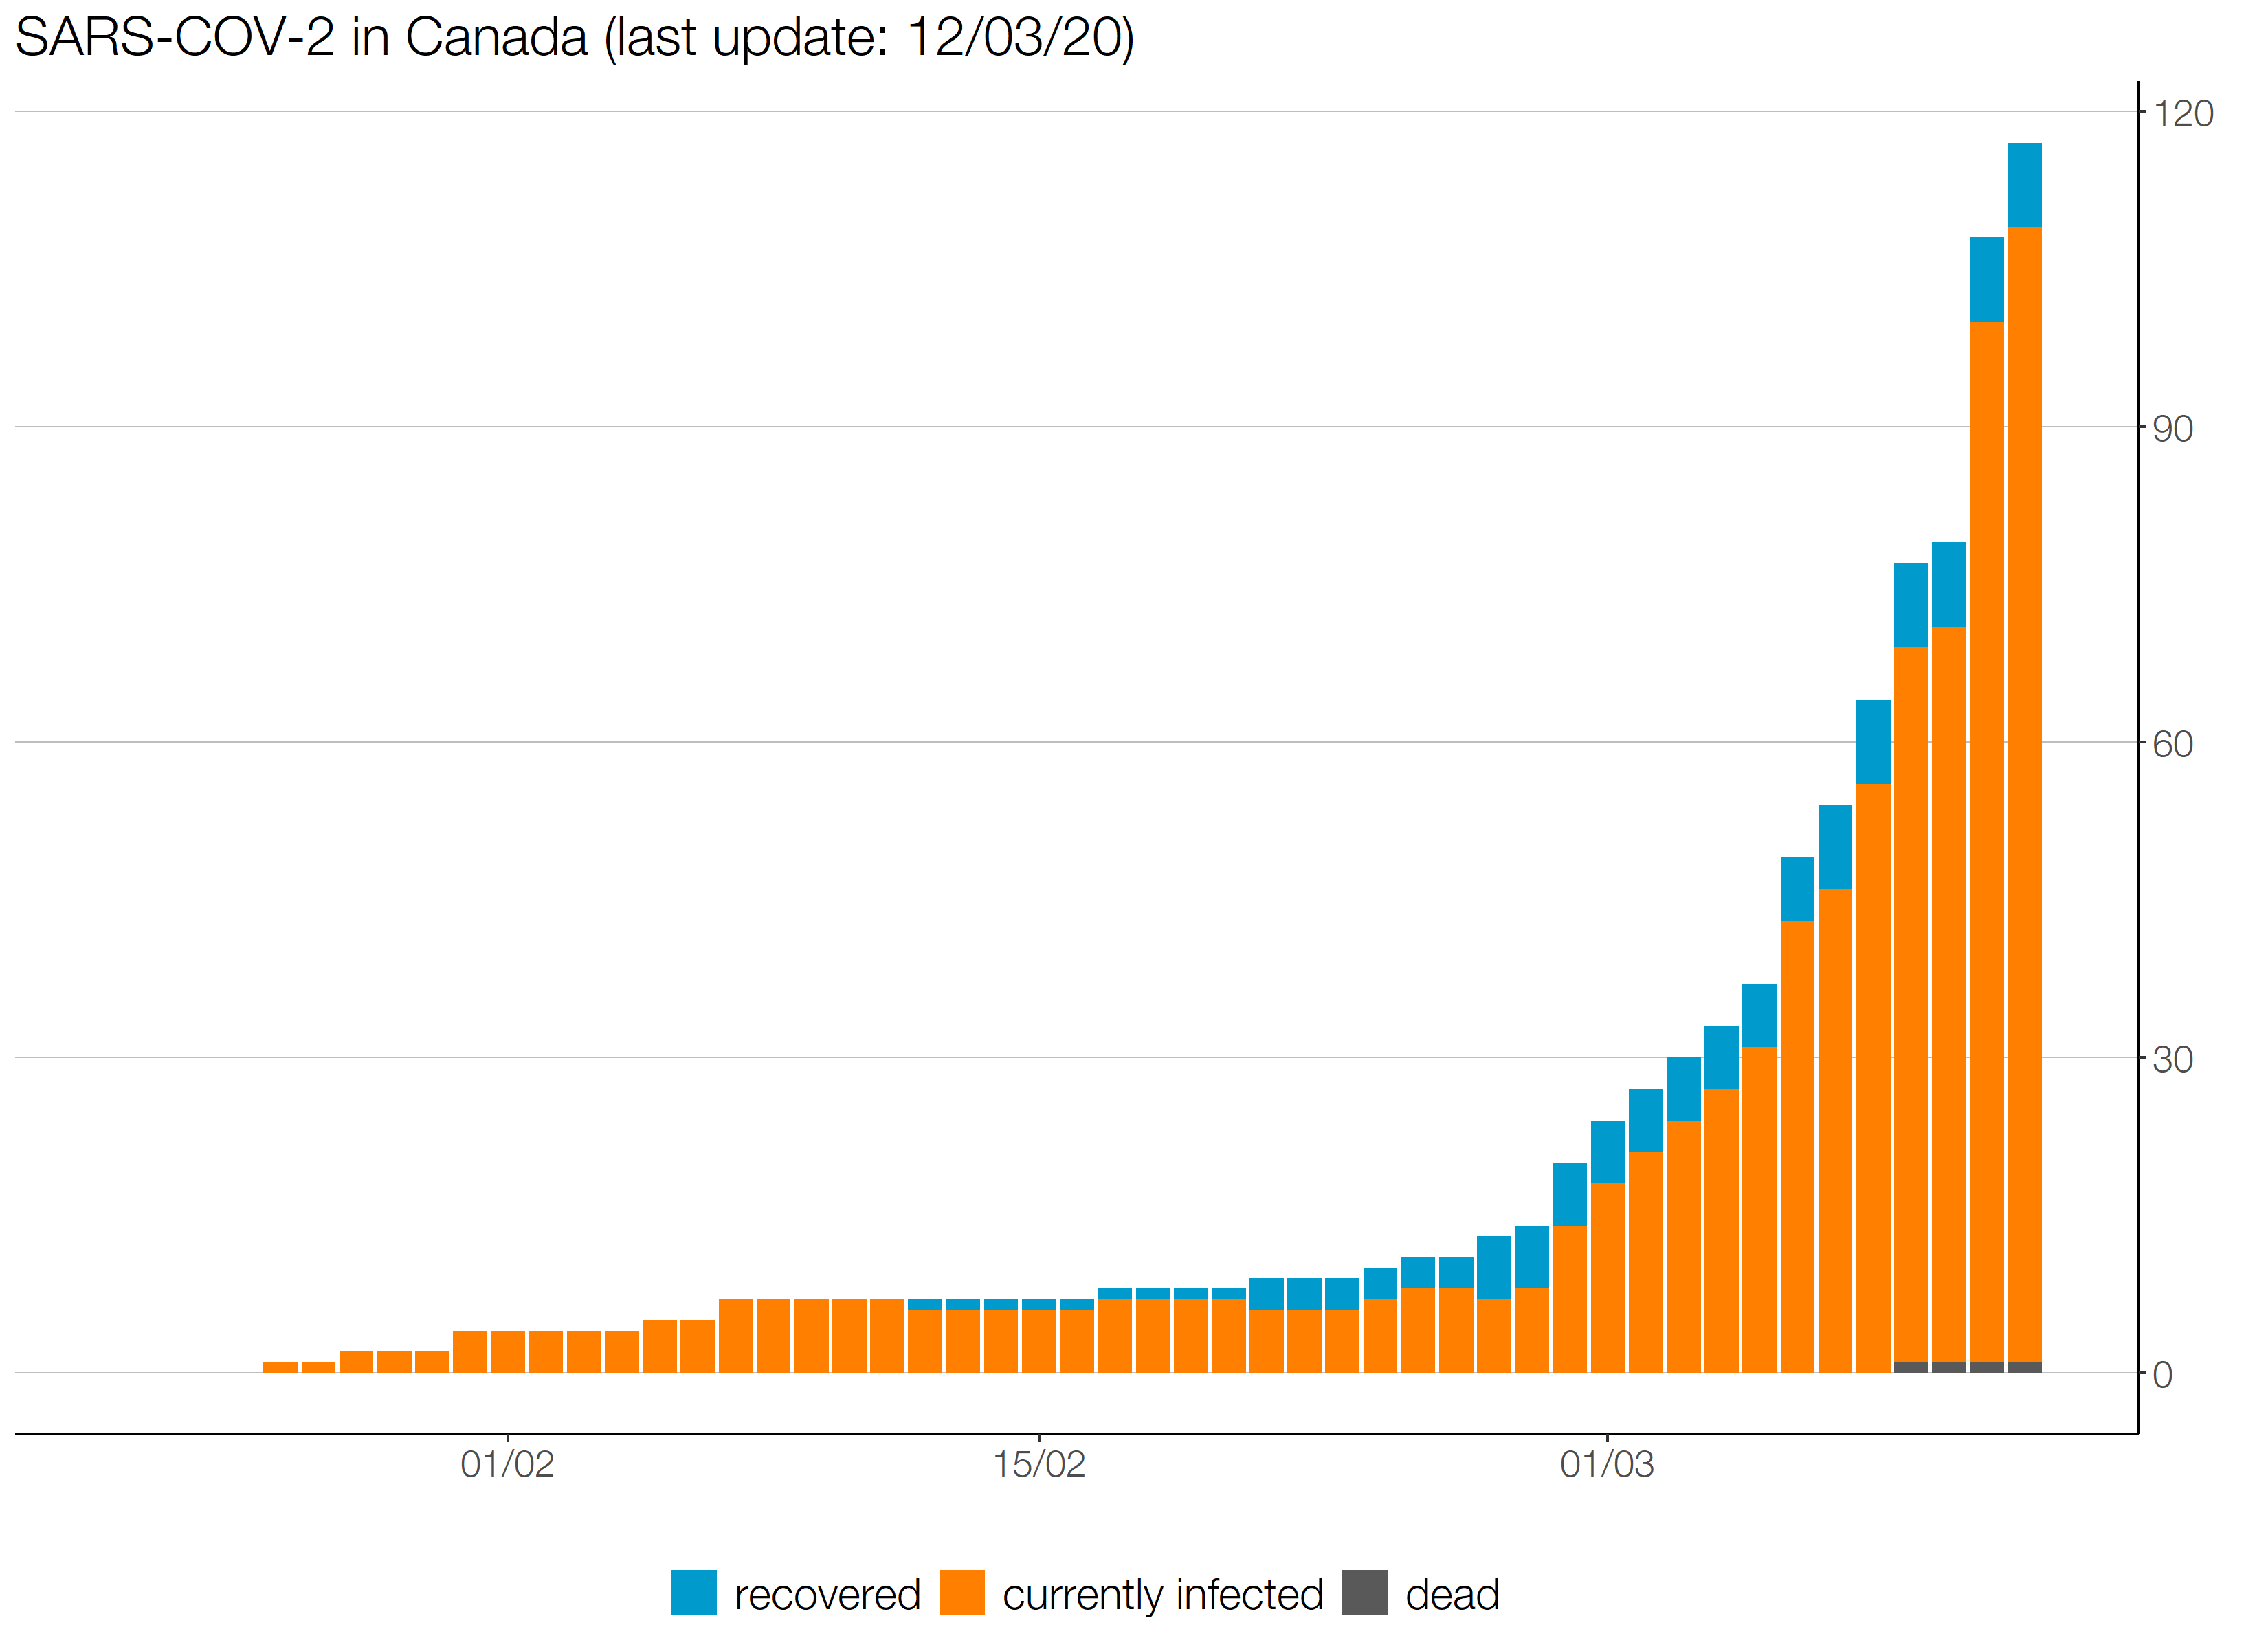 SARS-COV-2 in Canada (last update: 12/03/20)
120
90
60
30
0
01/02 15/02 01/03
recovered currently infected dead